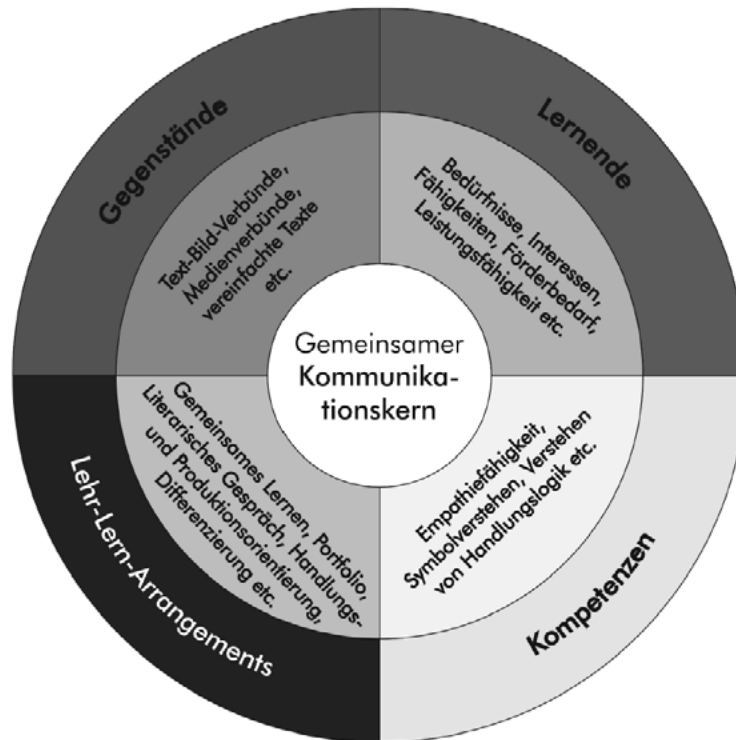 Gegenstände
Text-Bild-Verbünde,
Medienverbünde,
vereinfachte Texte
etc.
Lernende
Bedürfnisse, Interessen,
Fähigkeiten, Förderbedarf,
Leistungsfähigkeit etc.
Gemeinsamer
Kommunika-
tionskern
Lehr-Lern-Arrangements
Gemeinsames Lernen, Portfolio,
Literarisches Gespräch, Handlungs-
und Produktionsorientierung,
Differenzierung etc.
Kompetenzen
Empathiefähigkeit,
Symbolverstehen, Verstehen
von Handlungslogik etc.